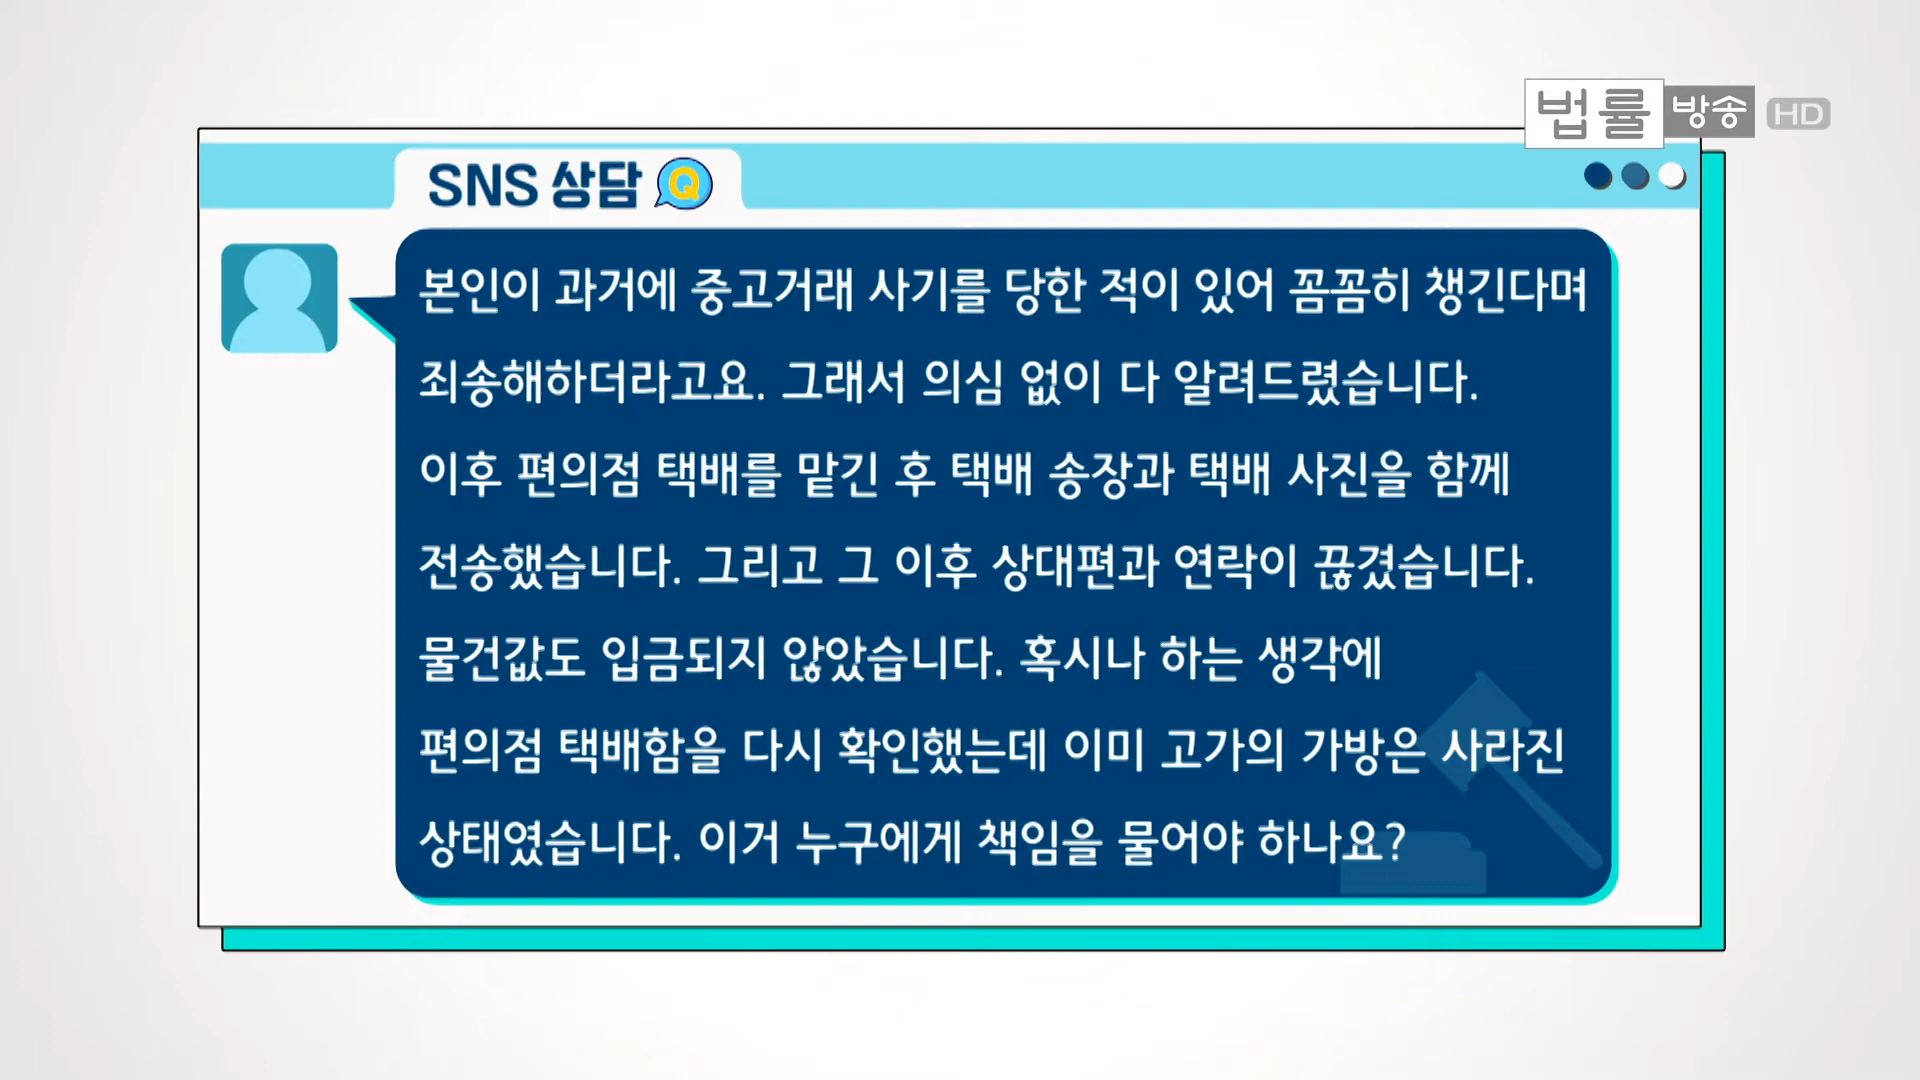 법률방송 HD
SNS 상담 Q
본인이 과거에 중고거래 사기를 당한 적이 있어 꼼꼼히 챙긴다며
죄송해하더라고요. 그래서 의심 없이 다 알려드렸습니다.
이후 편의점 택배를 맡긴 후 택배 송장과 택배 사진을 함께
전송했습니다. 그리고 그 이후 상대편과 연락이 끊겼습니다.
물건값도 입금되지 않았습니다. 혹시나 하는 생각에
편의점 택배함을 다시 확인했는데 이미 고가의 가방은 사라진
상태였습니다. 이거 누구에게 책임을 물어야 하나요?